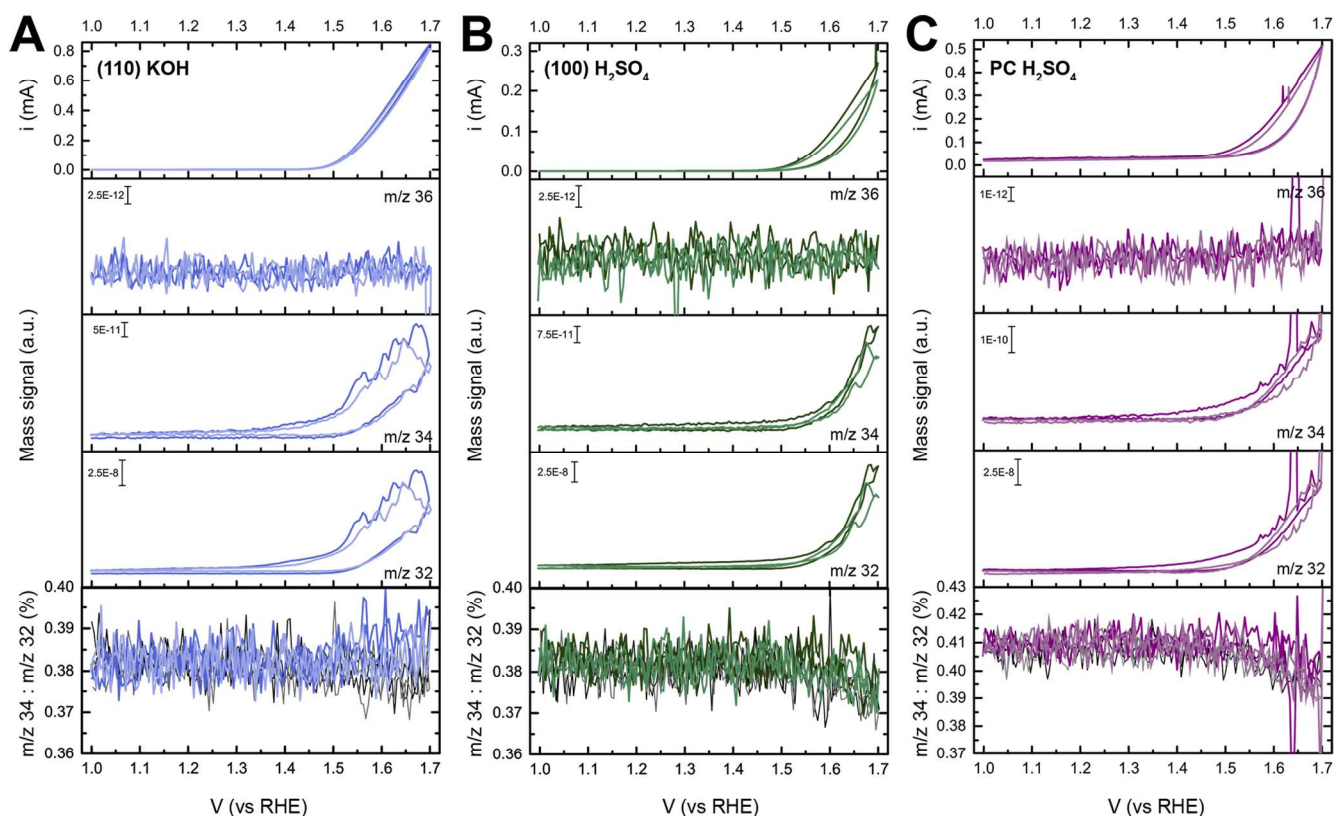 A
1.0 1.1 1.2 1.3 1.4 1.5 1.6 1.7
(110) KOH
i (mA)
0.8
0.6
0.4
0.2
0.0
2.5E-12
m/z 36
Mass signal (a.u.)
5E-11
m/z 34
2.5E-8
m/z 32
m/z 34 : m/z 32 (%)
0.40
0.39
0.38
0.37
0.36
1.0 1.1 1.2 1.3 1.4 1.5 1.6 1.7
V (vs RHE)
B
1.0 1.1 1.2 1.3 1.4 1.5 1.6 1.7
(100) H₂SO₄
i (mA)
0.3
0.2
0.1
0.0
2.5E-12
m/z 36
Mass signal (a.u.)
7.5E-11
m/z 34
2.5E-8
m/z 32
m/z 34 : m/z 32 (%)
0.40
0.39
0.38
0.37
0.36
1.0 1.1 1.2 1.3 1.4 1.5 1.6 1.7
V (vs RHE)
C
1.0 1.1 1.2 1.3 1.4 1.5 1.6 1.7
PC H₂SO₄
i (mA)
0.5
0.4
0.3
0.2
0.1
0.0
1E-12
m/z 36
Mass signal (a.u.)
1E-10
m/z 34
2.5E-8
m/z 32
m/z 34 : m/z 32 (%)
0.43
0.42
0.41
0.40
0.39
0.38
0.37
1.0 1.1 1.2 1.3 1.4 1.5 1.6 1.7
V (vs RHE)